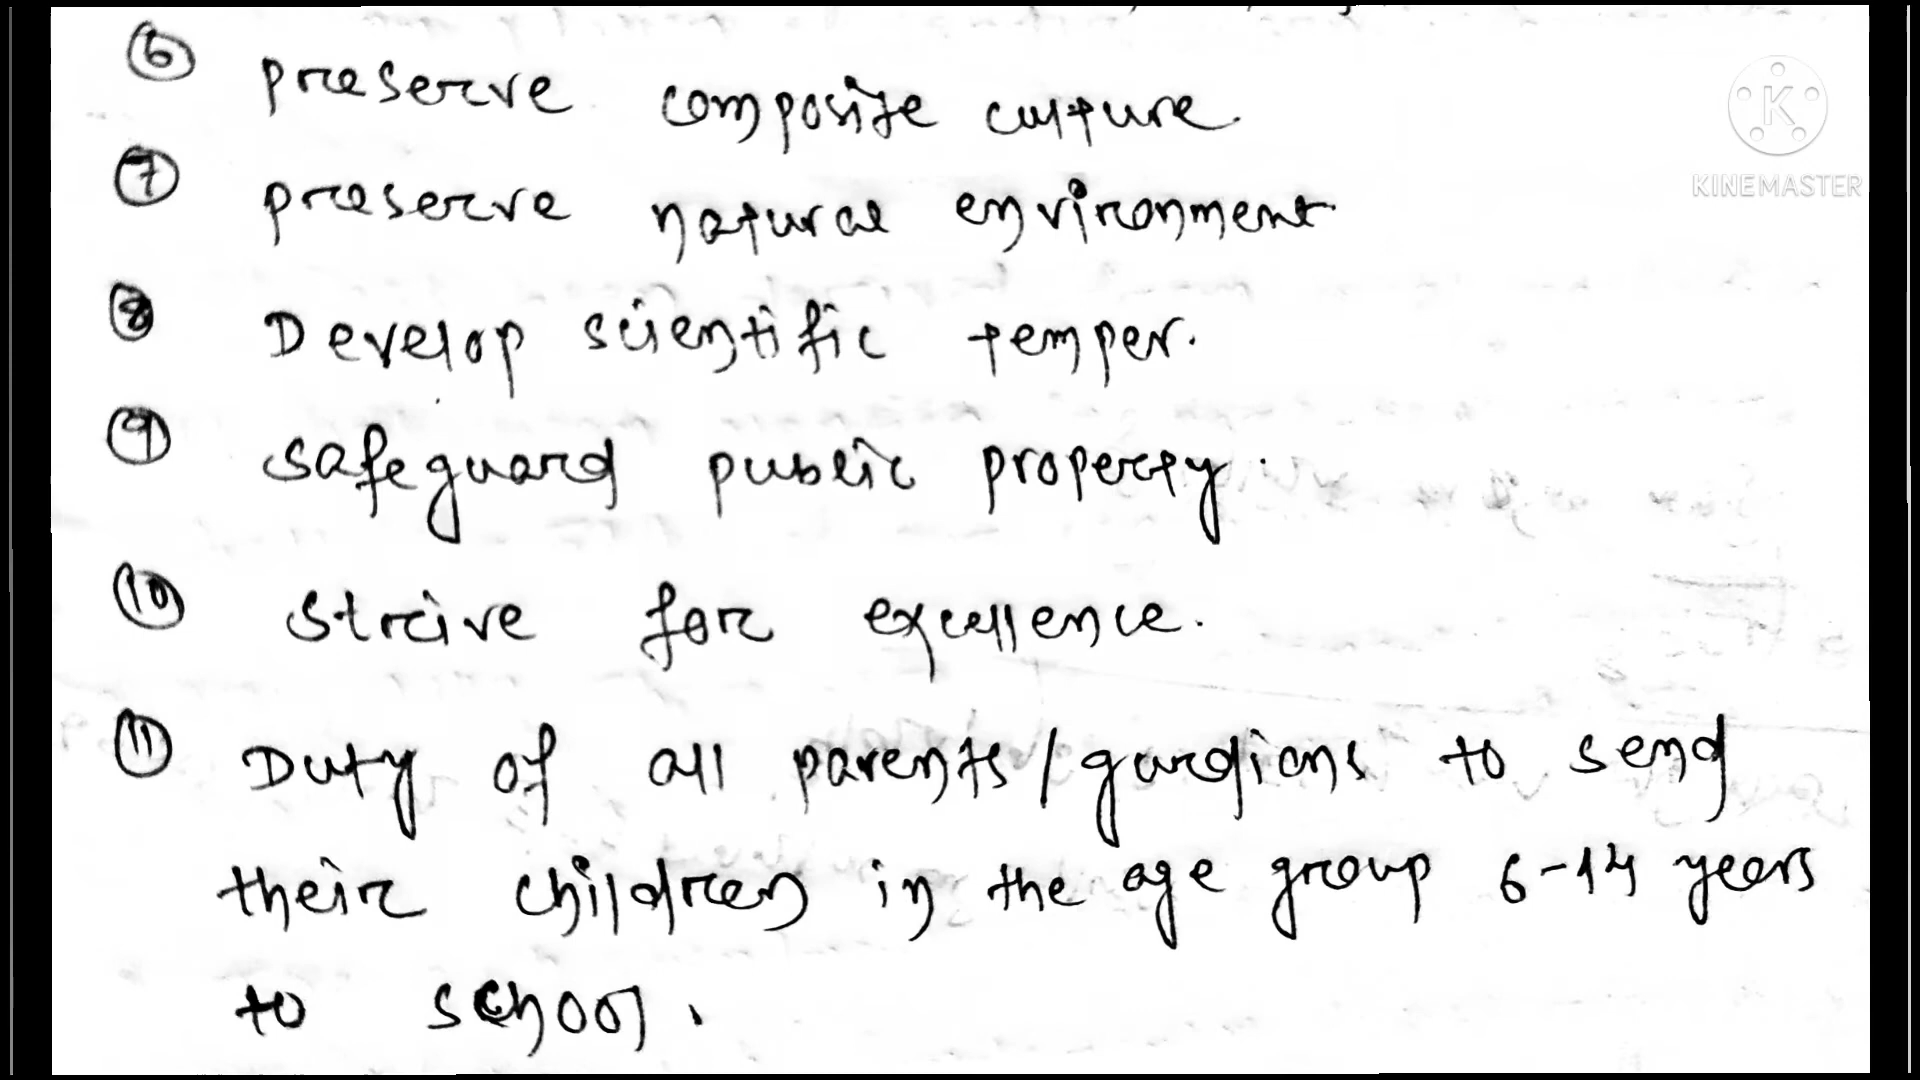 ⑥ preserve composite culture.
⑦ preserve natural environment
⑧ Develop scientific temper.
⑨ safeguard public property.
⑩ strive for excellence.
⑪ Duty of all parents/gurdians to send
their children in the age group 6-14 years
to school.
K
KINEMASTER